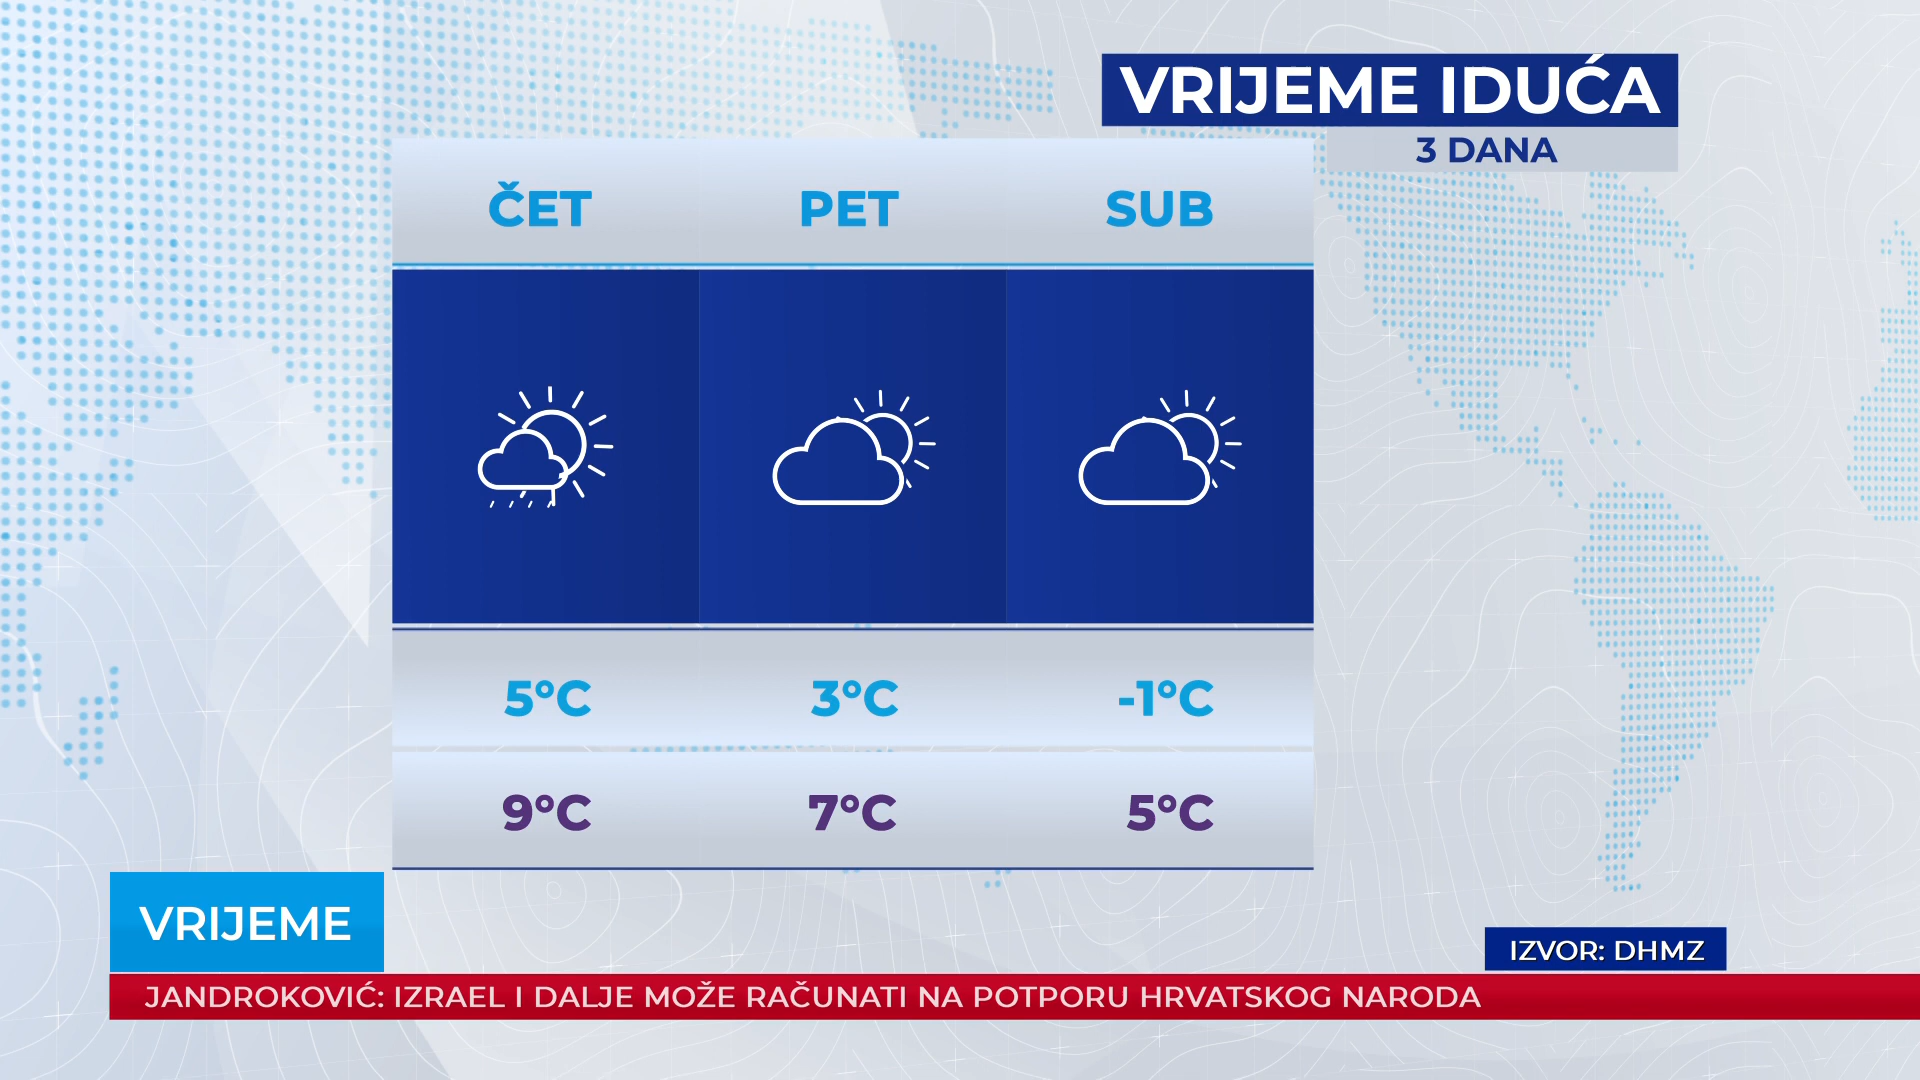 VRIJEME IDUĆA
3 DANA
ČET PET SUB
5°C 3°C -1°C
9°C 7°C 5°C
VRIJEME
IZVOR: DHMZ
JANDROKOVIĆ: IZRAEL I DALJE MOŽE RAČUNATI NA POTPORU HRVATSKOG NARODA